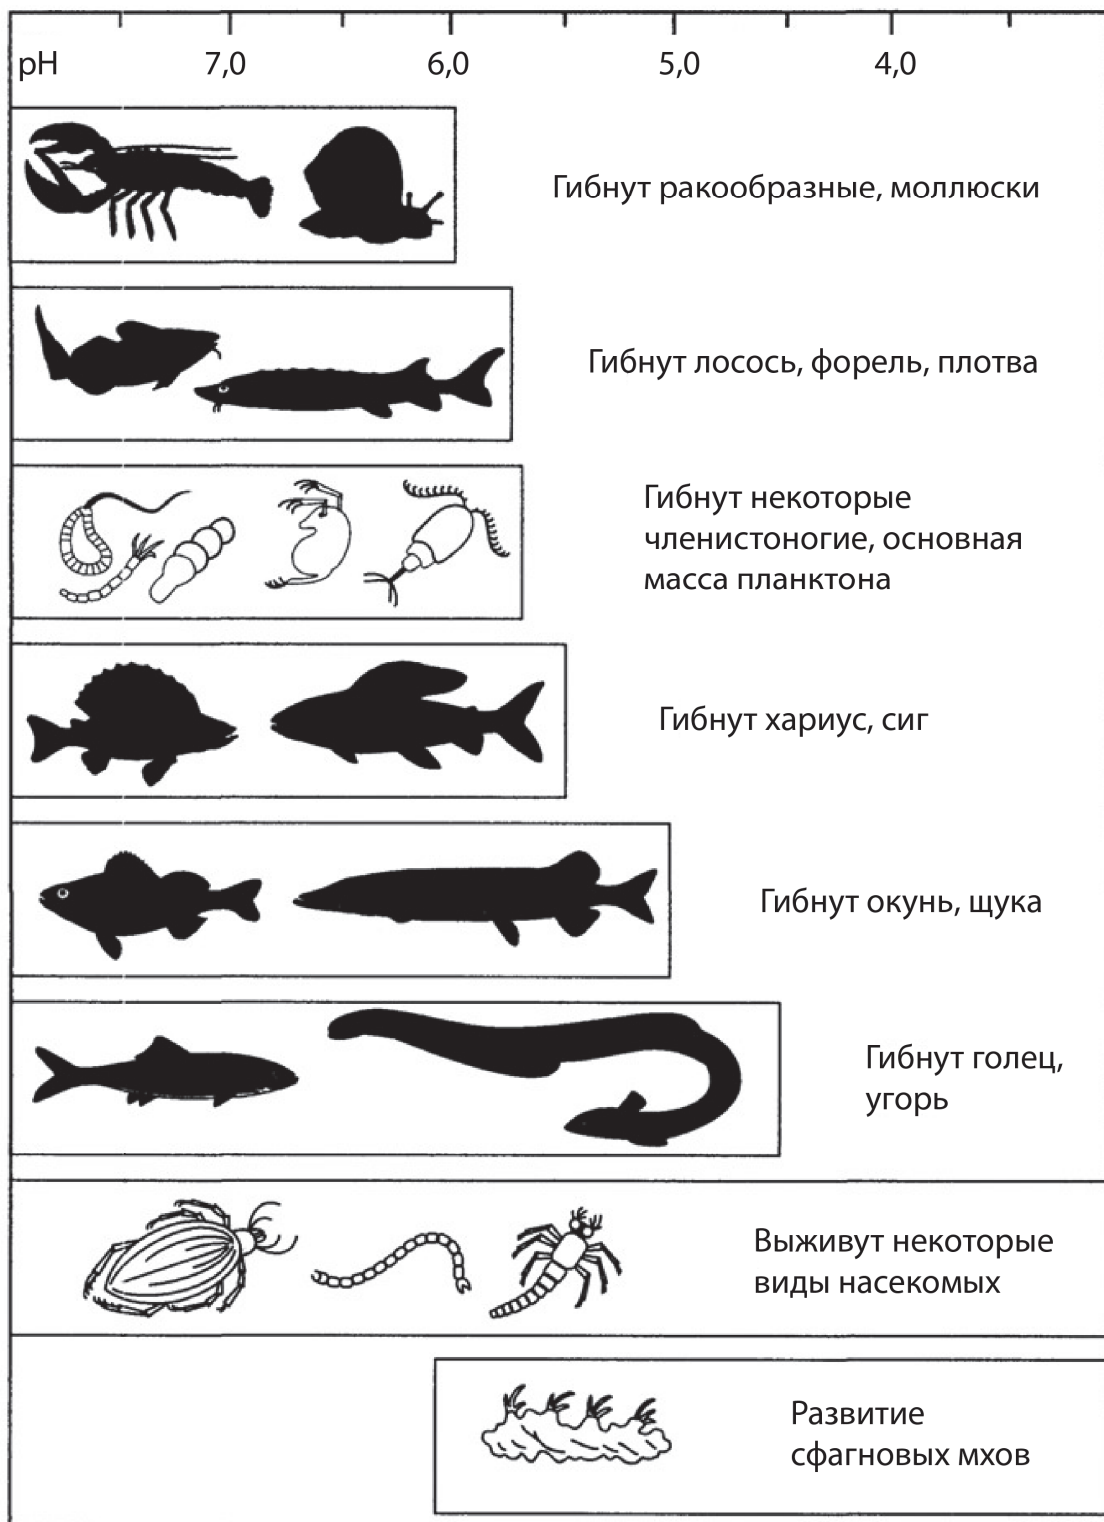 pH 7,0 6,0 5,0 4,0
Гибнут ракообразные, моллюски
Гибнут лосось, форель, плотва
Гибнут некоторые
членистоногие, основная
масса планктона
Гибнут хариус, сиг
Гибнут окунь, щука
Гибнут голец,
угорь
Выживут некоторые
виды насекомых
Развитие
сфагновых мхов